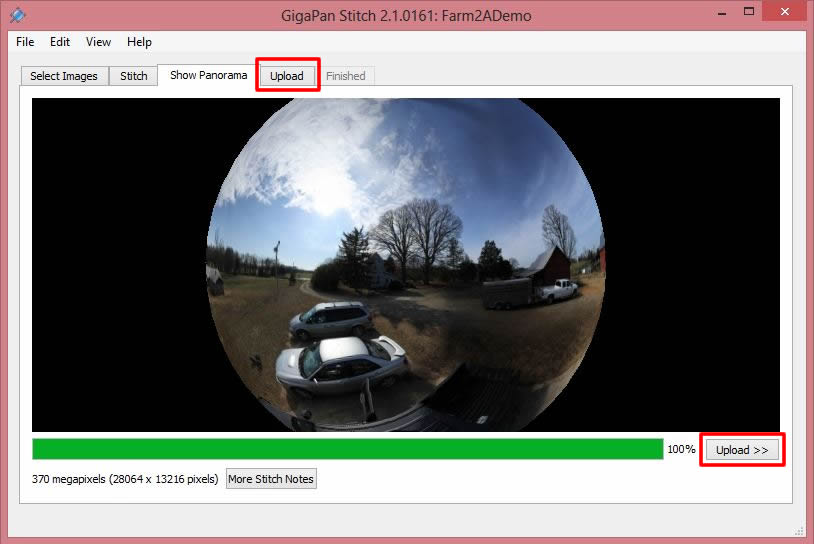 GigaPan Stitch 2.1.0161: Farm2ADemo
File Edit View Help
Select Images Stitch Show Panorama Upload Finished
100% Upload >>
370 megapixels (28064 x 13216 pixels) More Stitch Notes